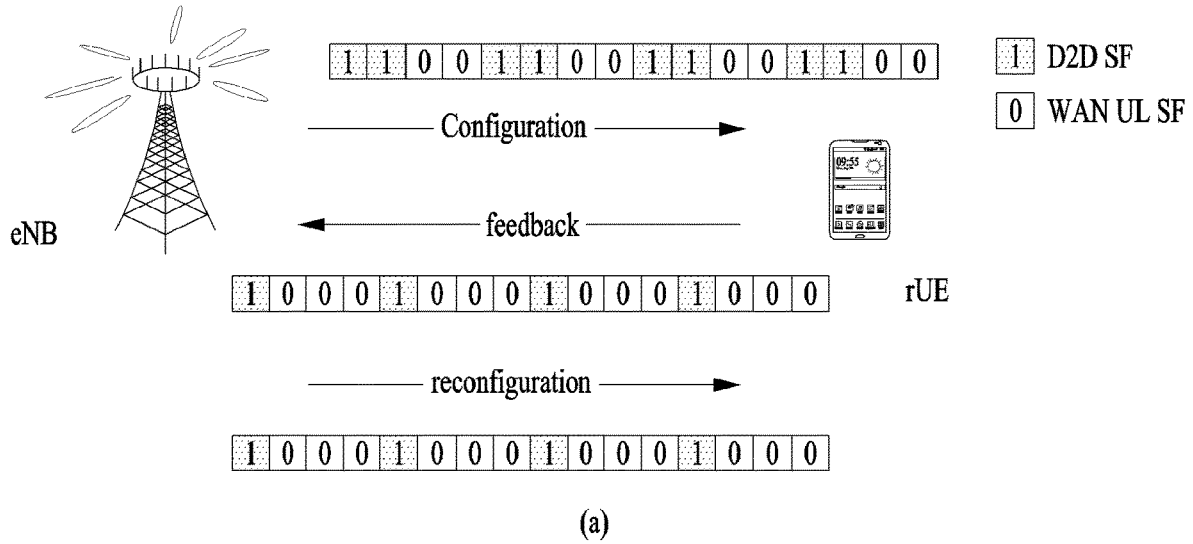 1 1 0 0 1 1 0 0 1 1 0 0 1 1 0 0
1 D2D SF
0 WAN UL SF
Configuration
09:55
feedback
eNB
1 0 0 0 1 0 0 0 1 0 0 0 1 0 0 0
rUE
reconfiguration
1 0 0 0 1 0 0 0 1 0 0 0 1 0 0 0
(a)